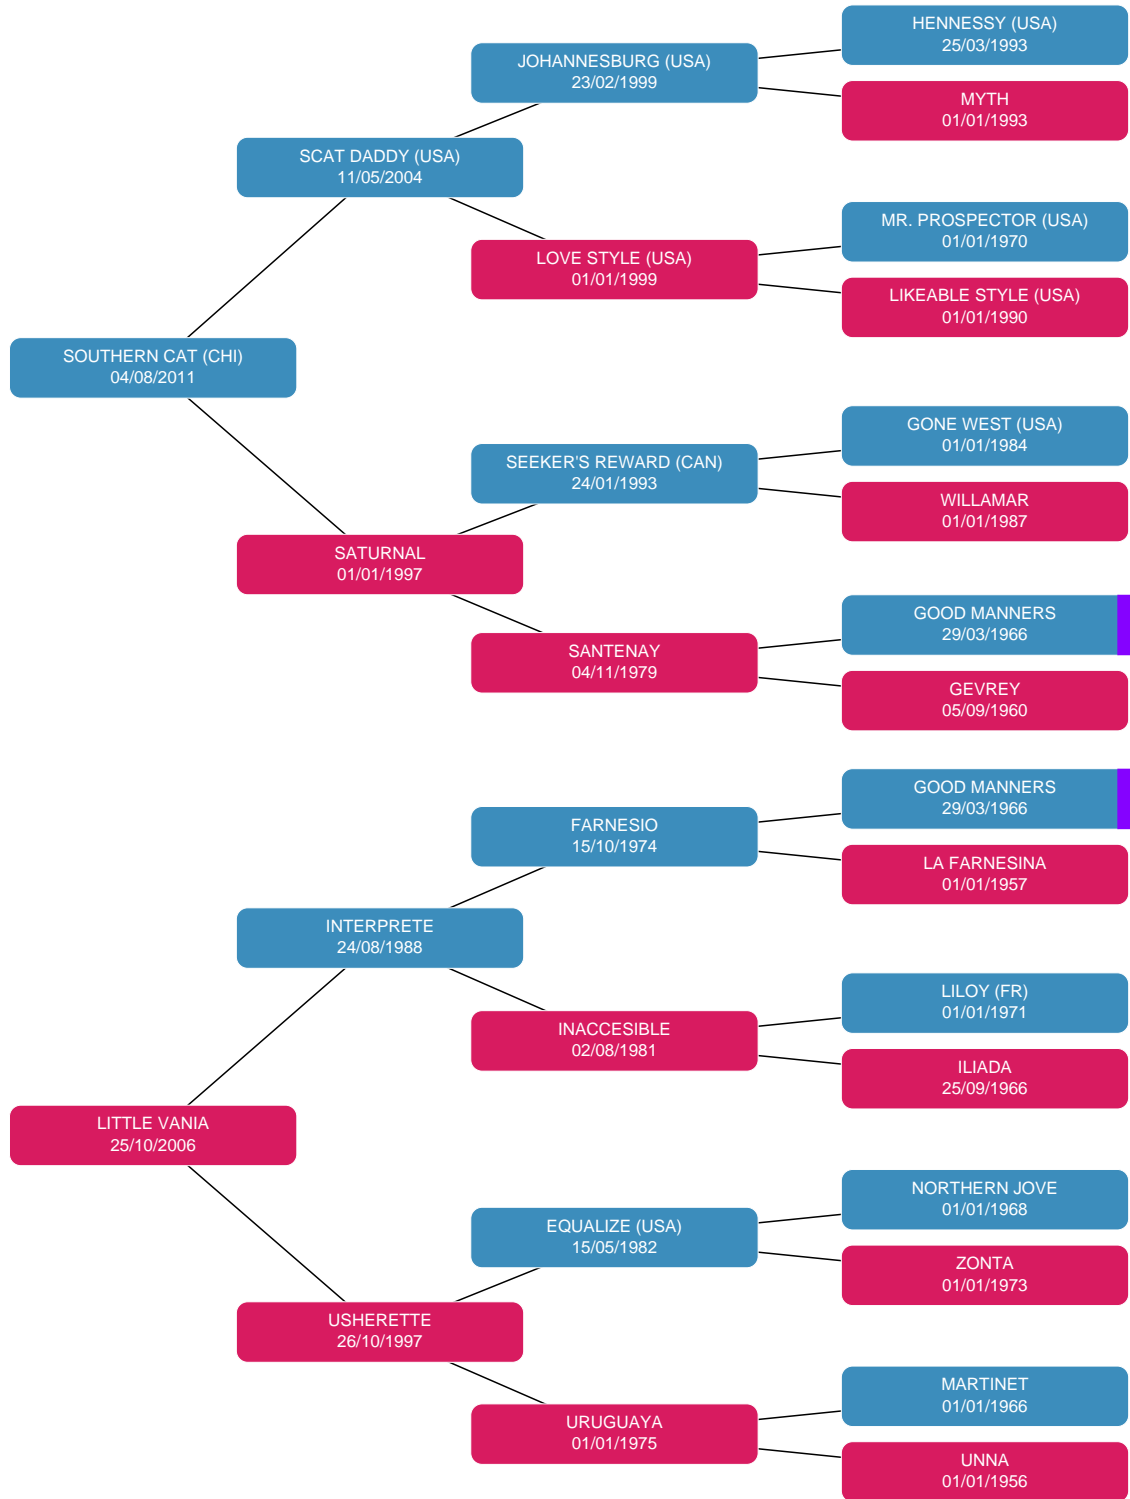 HENNESSY (USA)
25/03/1993
JOHANNESBURG (USA)
23/02/1999
MYTH
01/01/1993
SCAT DADDY (USA)
11/05/2004
MR. PROSPECTOR (USA)
01/01/1970
LOVE STYLE (USA)
01/01/1999
LIKEABLE STYLE (USA)
01/01/1990
SOUTHERN CAT (CHI)
04/08/2011
GONE WEST (USA)
01/01/1984
SEEKER'S REWARD (CAN)
24/01/1993
WILLAMAR
01/01/1987
SATURNAL
01/01/1997
GOOD MANNERS
29/03/1966
SANTENAY
04/11/1979
GEVREY
05/09/1960
GOOD MANNERS
29/03/1966
FARNESIO
15/10/1974
LA FARNESINA
01/01/1957
INTERPRETE
24/08/1988
LILOY (FR)
01/01/1971
INACCESIBLE
02/08/1981
ILIADA
25/09/1966
LITTLE VANIA
25/10/2006
NORTHERN JOVE
01/01/1968
EQUALIZE (USA)
15/05/1982
ZONTA
01/01/1973
USHERETTE
26/10/1997
MARTINET
01/01/1966
URUGUAYA
01/01/1975
UNNA
01/01/1956